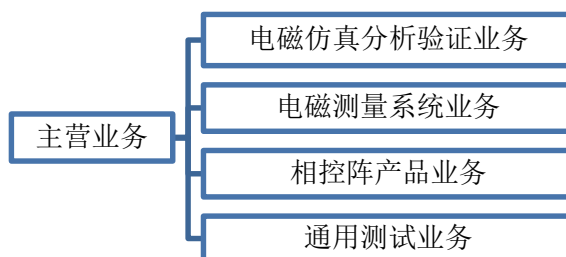 电磁仿真分析验证业务
电磁测量系统业务
主营业务
相控阵产品业务
通用测试业务